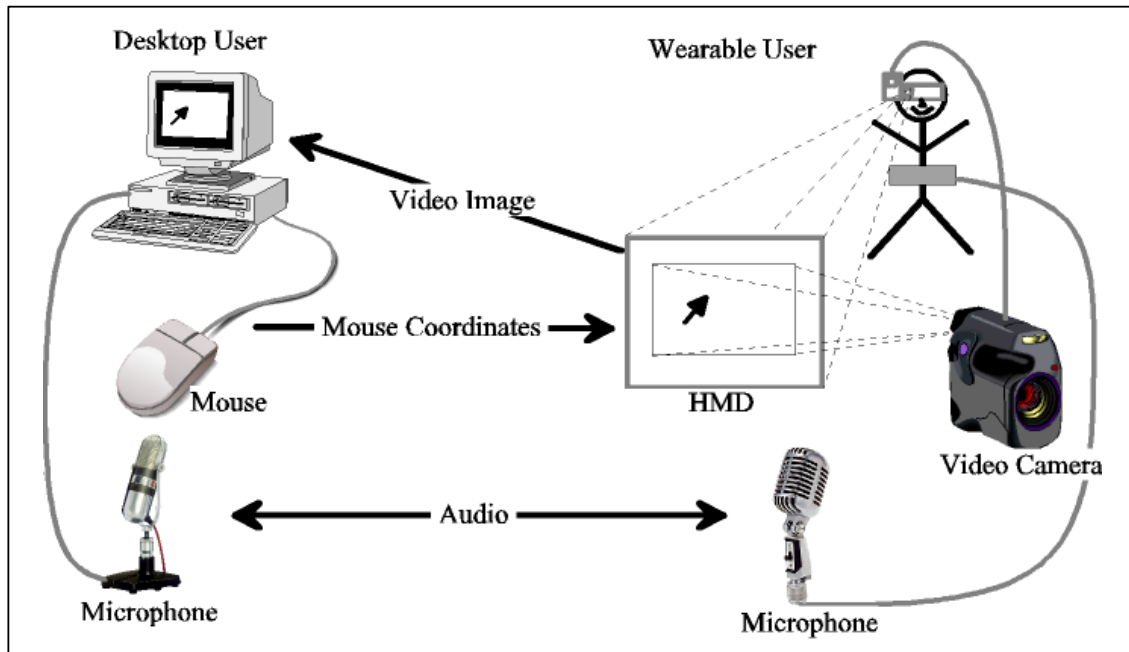 Desktop User
Wearable User
Video Image
Mouse Coordinates
Mouse
HMD
Video Camera
Audio
Microphone
Microphone